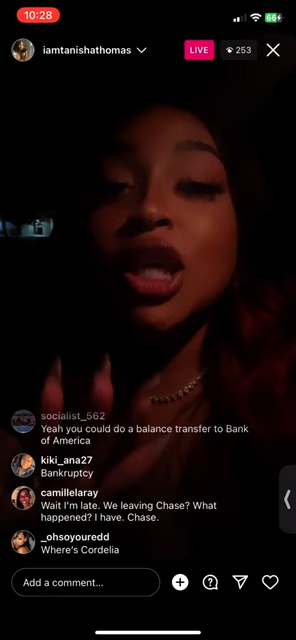 10:28
66
iamtanishathomas
LIVE
253
socialist_562
Yeah you could do a balance transfer to Bank
of America
kiki_ana27
Bankruptcy
camillelaray
Wait I'm late. We leaving Chase? What
happened? I have. Chase.
_ohsoyouredd
Where's Cordelia
Add a comment...